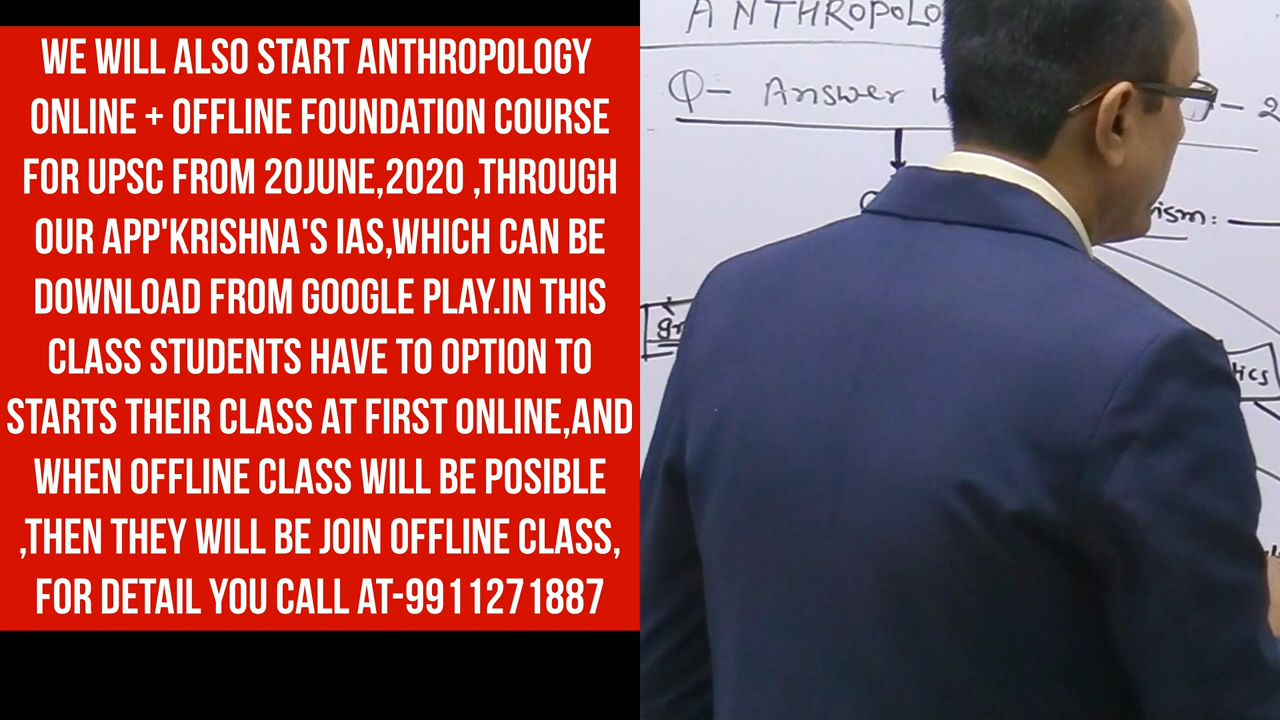 WE WILL ALSO START ANTHROPOLOGY
ONLINE + OFFLINE FOUNDATION COURSE
FOR UPSC FROM 20JUNE,2020 ,THROUGH
OUR APP'KRISHNA'S IAS,WHICH CAN BE
DOWNLOAD FROM GOOGLE PLAY.IN THIS
CLASS STUDENTS HAVE TO OPTION TO
STARTS THEIR CLASS AT FIRST ONLINE,AND
WHEN OFFLINE CLASS WILL BE POSIBLE
,THEN THEY WILL BE JOIN OFFLINE CLASS,
FOR DETAIL YOU CALL AT-9911271887
ANTHROPOLO
Q- Answer